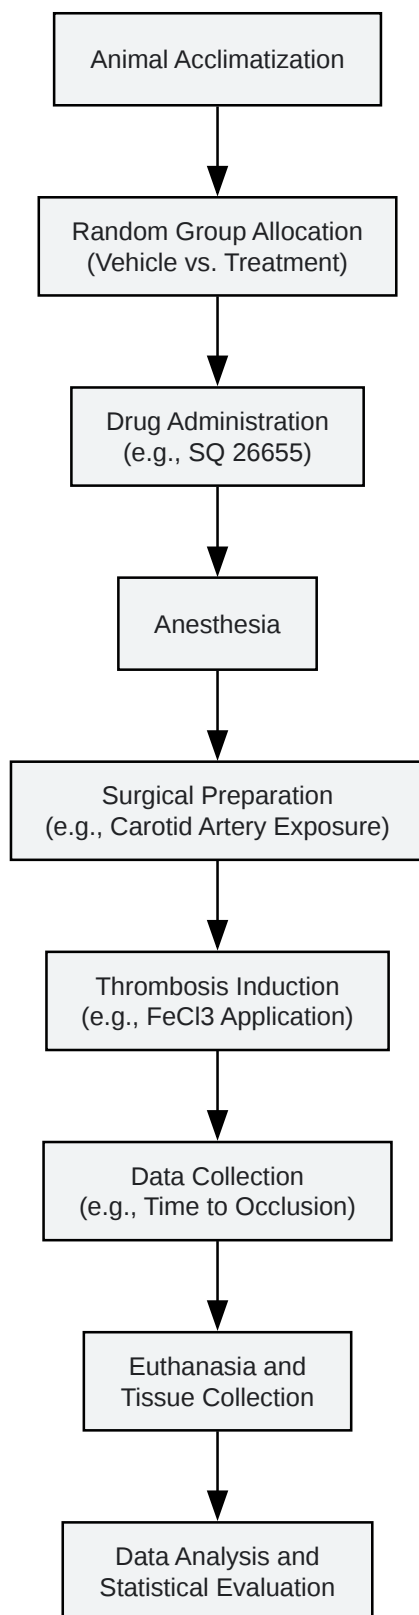 Animal Acclimatization
Random Group Allocation
(Vehicle vs. Treatment)
Drug Administration
(e.g., SQ 26655)
Anesthesia
Surgical Preparation
(e.g., Carotid Artery Exposure)
Thrombosis Induction
(e.g., FeCl3 Application)
Data Collection
(e.g., Time to Occlusion)
Euthanasia and
Tissue Collection
Data Analysis and
Statistical Evaluation